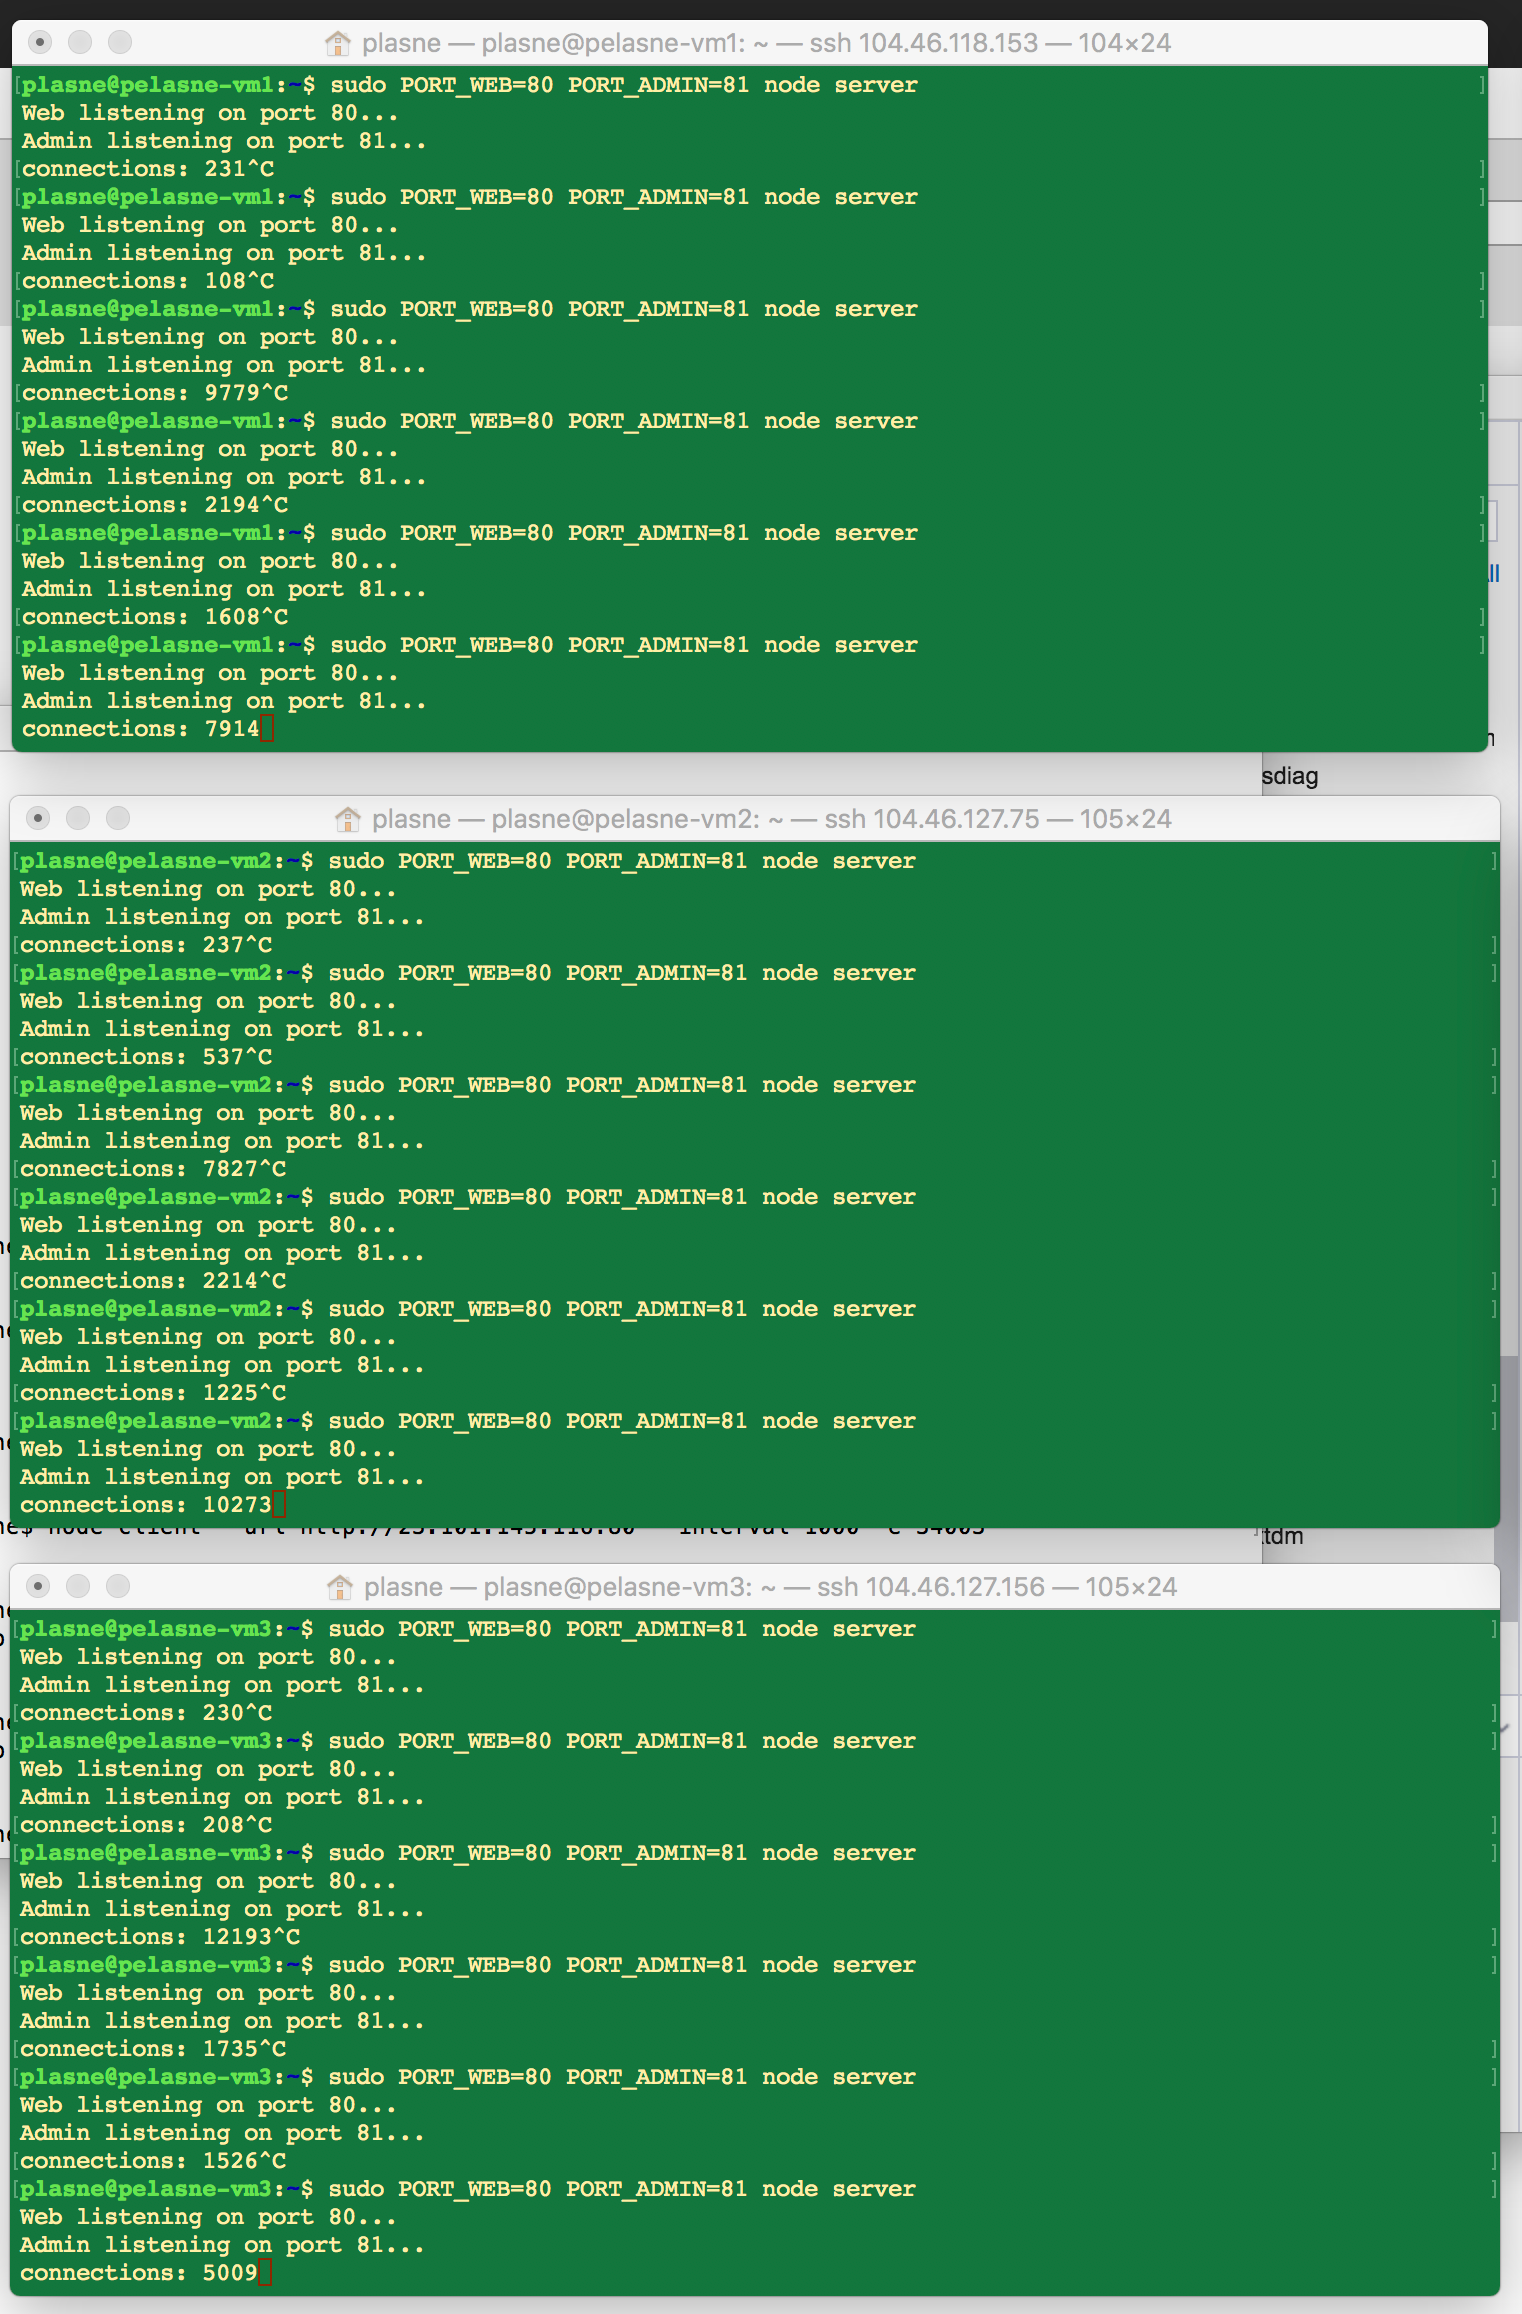 plasne — plasne@pelasne-vm1: ~ — ssh 104.46.118.153 — 104×24
[plasne@pelasne-vm1:~$ sudo PORT_WEB=80 PORT_ADMIN=81 node server ]
Web listening on port 80...
Admin listening on port 81...
[connections: 231^C ]
[plasne@pelasne-vm1:~$ sudo PORT_WEB=80 PORT_ADMIN=81 node server ]
Web listening on port 80...
Admin listening on port 81...
[connections: 108^C ]
[plasne@pelasne-vm1:~$ sudo PORT_WEB=80 PORT_ADMIN=81 node server ]
Web listening on port 80...
Admin listening on port 81...
[connections: 9779^C ]
[plasne@pelasne-vm1:~$ sudo PORT_WEB=80 PORT_ADMIN=81 node server ]
Web listening on port 80...
Admin listening on port 81...
[connections: 2194^C ]
[plasne@pelasne-vm1:~$ sudo PORT_WEB=80 PORT_ADMIN=81 node server ]
Web listening on port 80...
Admin listening on port 81...
[connections: 1608^C ]
[plasne@pelasne-vm1:~$ sudo PORT_WEB=80 PORT_ADMIN=81 node server ]
Web listening on port 80...
Admin listening on port 81...
connections: 7914
sdiag
plasne — plasne@pelasne-vm2: ~ — ssh 104.46.127.75 — 105×24
[plasne@pelasne-vm2:~$ sudo PORT_WEB=80 PORT_ADMIN=81 node server ]
Web listening on port 80...
Admin listening on port 81...
[connections: 237^C ]
[plasne@pelasne-vm2:~$ sudo PORT_WEB=80 PORT_ADMIN=81 node server ]
Web listening on port 80...
Admin listening on port 81...
[connections: 537^C ]
[plasne@pelasne-vm2:~$ sudo PORT_WEB=80 PORT_ADMIN=81 node server ]
Web listening on port 80...
Admin listening on port 81...
[connections: 7827^C ]
[plasne@pelasne-vm2:~$ sudo PORT_WEB=80 PORT_ADMIN=81 node server ]
Web listening on port 80...
Admin listening on port 81...
[connections: 2214^C ]
[plasne@pelasne-vm2:~$ sudo PORT_WEB=80 PORT_ADMIN=81 node server ]
Web listening on port 80...
Admin listening on port 81...
[connections: 1225^C ]
[plasne@pelasne-vm2:~$ sudo PORT_WEB=80 PORT_ADMIN=81 node server ]
Web listening on port 80...
Admin listening on port 81...
connections: 10273
tdm
plasne — plasne@pelasne-vm3: ~ — ssh 104.46.127.156 — 105×24
[plasne@pelasne-vm3:~$ sudo PORT_WEB=80 PORT_ADMIN=81 node server ]
Web listening on port 80...
Admin listening on port 81...
[connections: 230^C ]
[plasne@pelasne-vm3:~$ sudo PORT_WEB=80 PORT_ADMIN=81 node server ]
Web listening on port 80...
Admin listening on port 81...
[connections: 208^C ]
[plasne@pelasne-vm3:~$ sudo PORT_WEB=80 PORT_ADMIN=81 node server ]
Web listening on port 80...
Admin listening on port 81...
[connections: 12193^C ]
[plasne@pelasne-vm3:~$ sudo PORT_WEB=80 PORT_ADMIN=81 node server ]
Web listening on port 80...
Admin listening on port 81...
[connections: 1735^C ]
[plasne@pelasne-vm3:~$ sudo PORT_WEB=80 PORT_ADMIN=81 node server ]
Web listening on port 80...
Admin listening on port 81...
[connections: 1526^C ]
[plasne@pelasne-vm3:~$ sudo PORT_WEB=80 PORT_ADMIN=81 node server ]
Web listening on port 80...
Admin listening on port 81...
connections: 5009